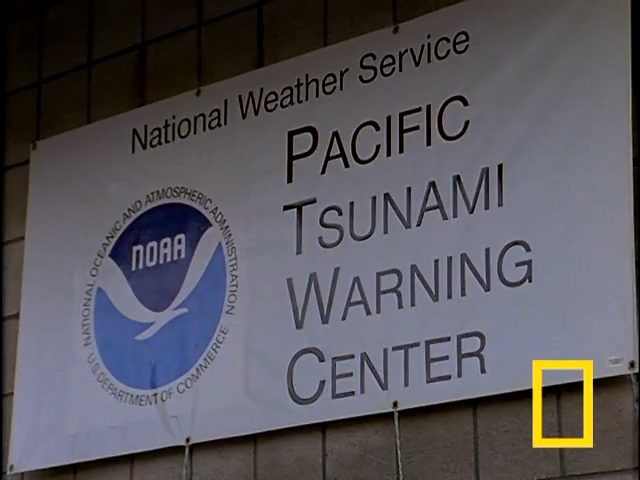 National Weather Service
PACIFIC
TSUNAMI
WARNING
CENTER
NATIONAL OCEANIC AND ATMOSPHERIC ADMINISTRATION
NOAA
U.S. DEPARTMENT OF COMMERCE